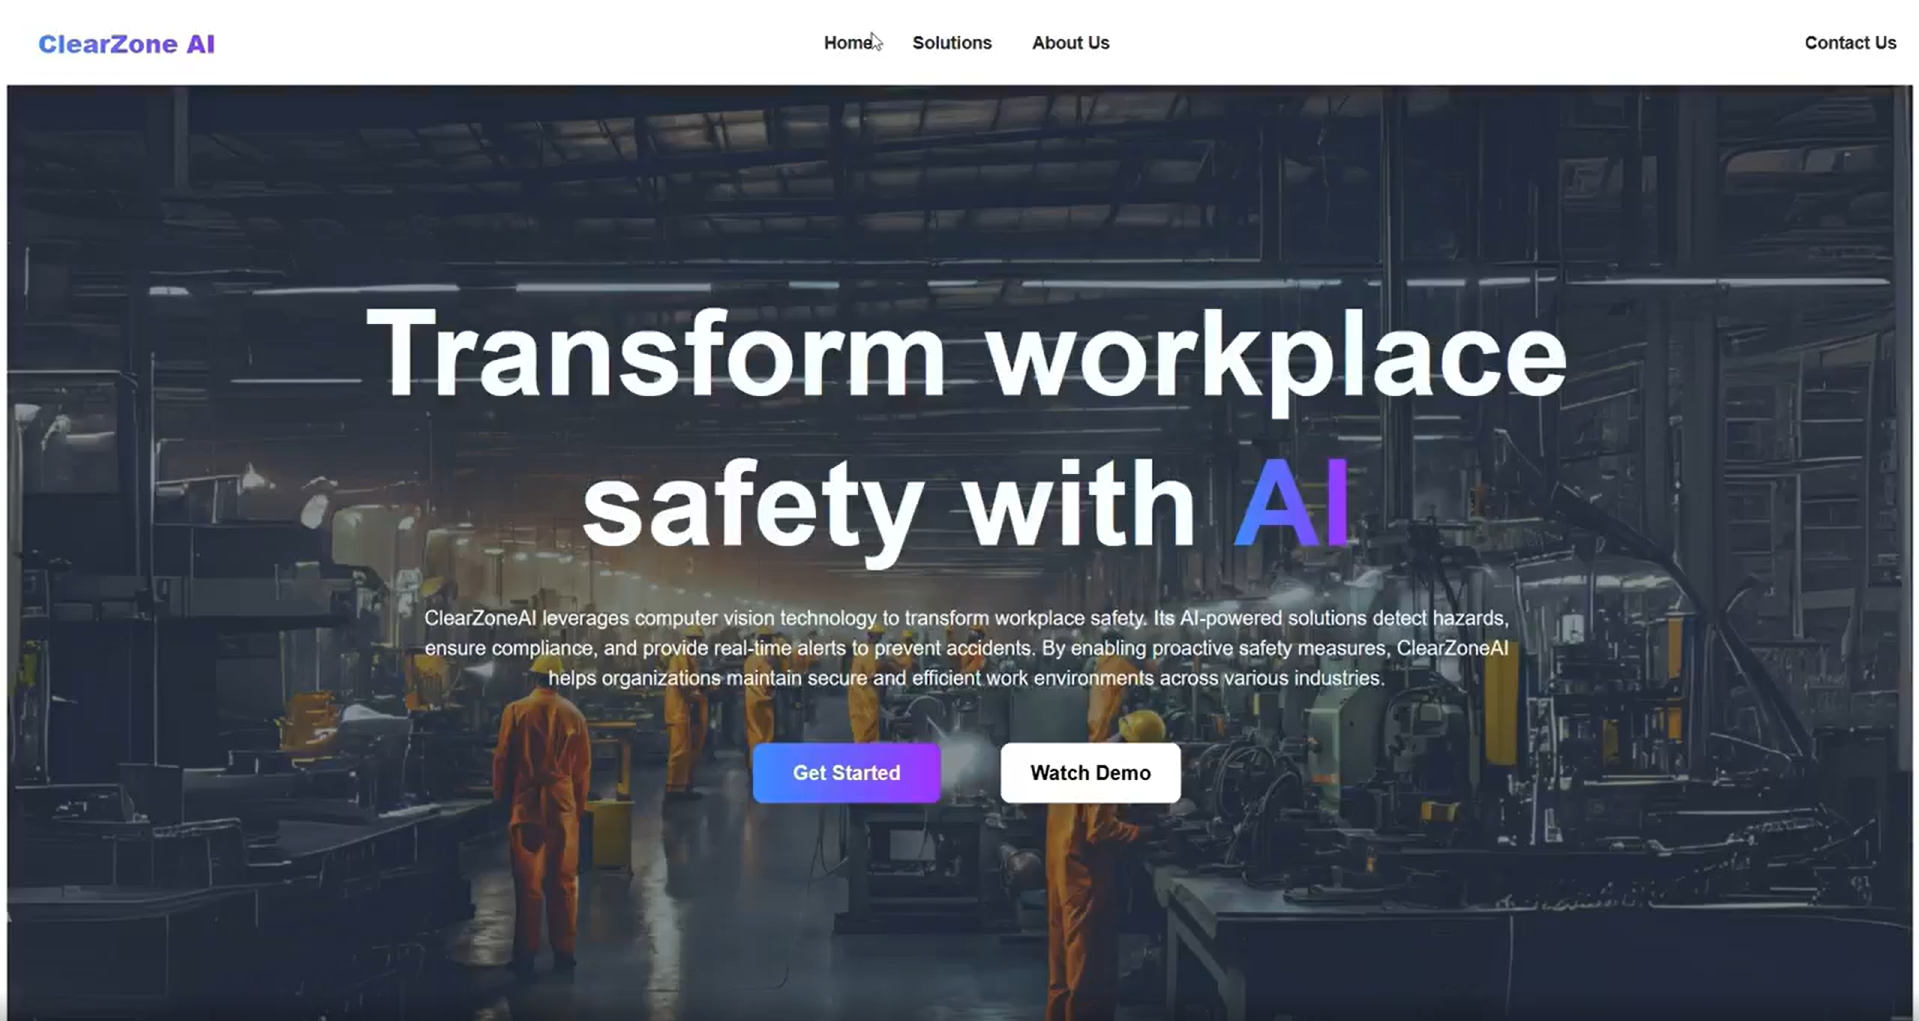 ClearZone AI
Home
Solutions
About Us
Contact Us
Transform workplace
safety with AI
ClearZoneAI leverages computer vision technology to transform workplace safety. Its AI-powered solutions detect hazards,
ensure compliance, and provide real-time alerts to prevent accidents. By enabling proactive safety measures, ClearZoneAI
helps organizations maintain secure and efficient work environments across various industries.
Get Started
Watch Demo